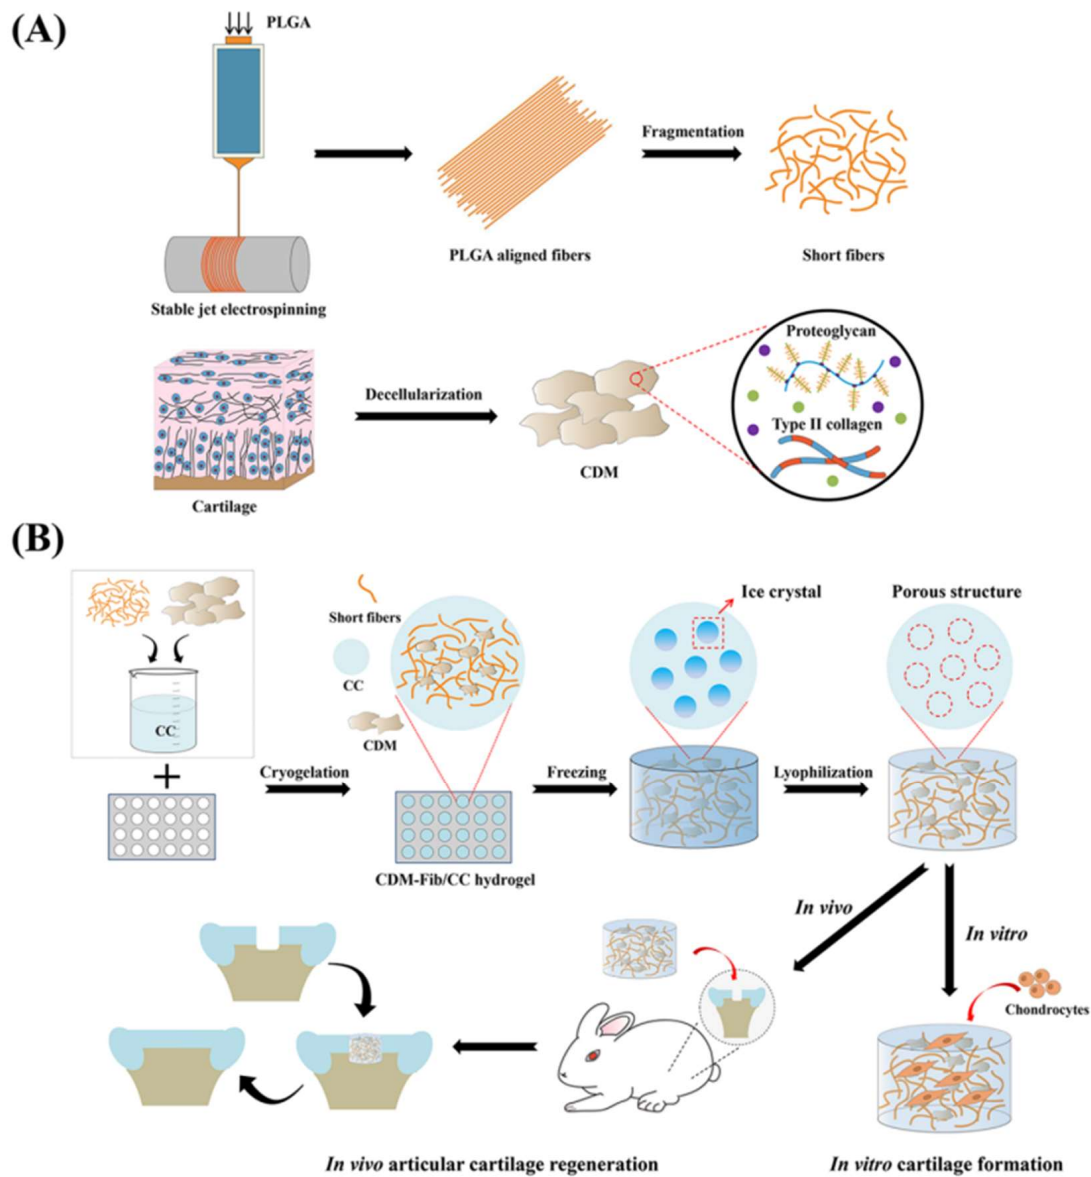 (A)
PLGA
Fragmentation
PLGA aligned fibers
Short fibers
Stable jet electrospinning
Proteoglycan
Decellularization
Type II collagen
CDM
Cartilage
(B)
Ice crystal
Porous structure
Short fibers
CC
CDM
CC
Cryogelation
Freezing
Lyophilization
CDM-Fib/CC hydrogel
In vivo
In vitro
Chondrocytes
In vivo articular cartilage regeneration
In vitro cartilage formation